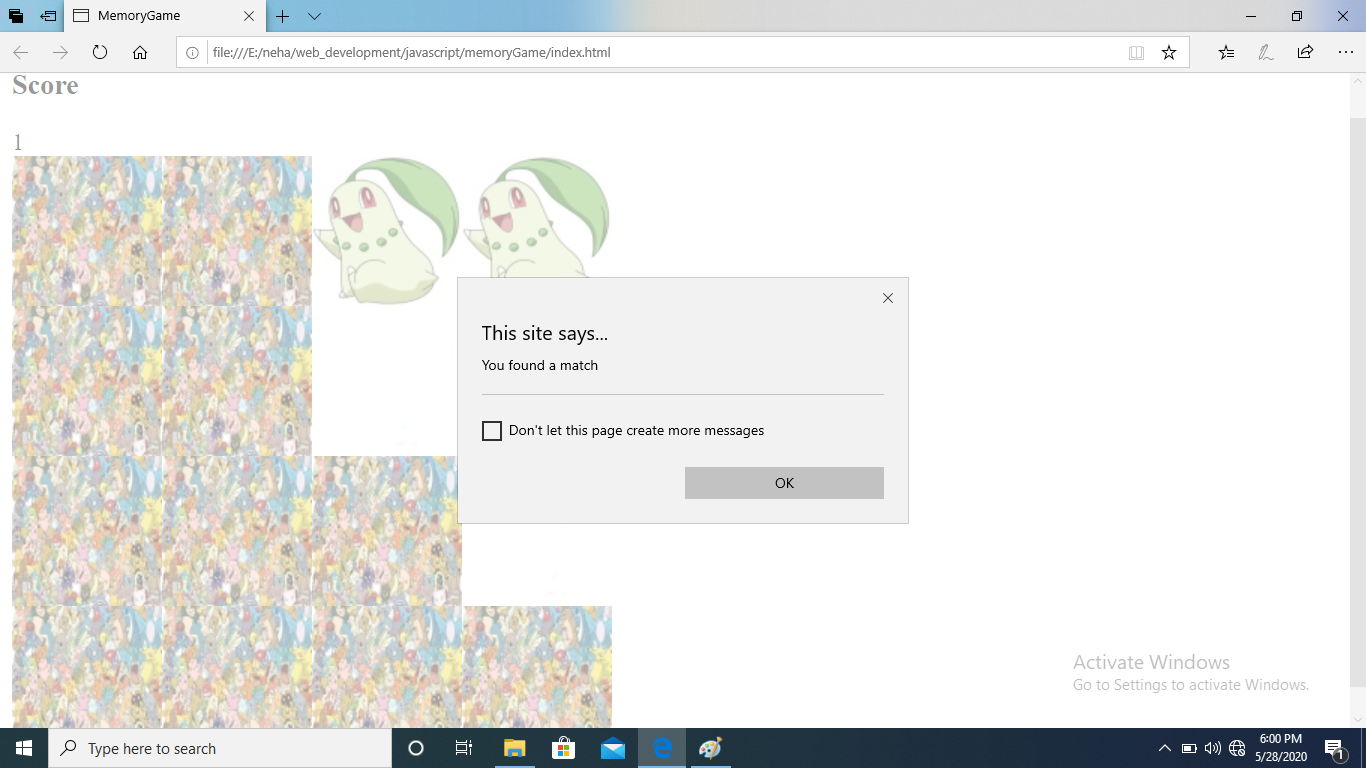 MemoryGame
file:///E:/neha/web_development/javascript/memoryGame/index.html
Score
1
This site says...
You found a match
Don't let this page create more messages
OK
Activate Windows
Go to Settings to activate Windows.
Type here to search
6:00 PM
5/28/2020
1